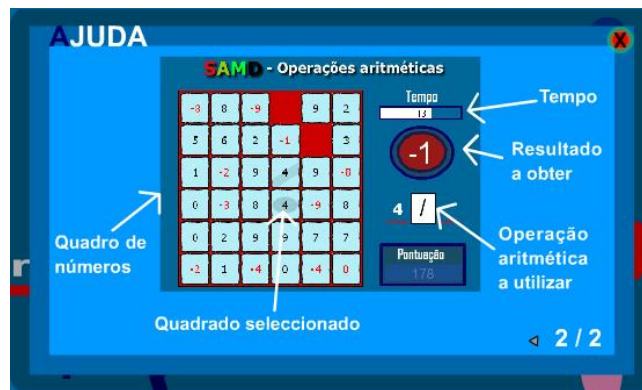 AJUDA
X
SAMD - Operações aritméticas
-3 8 -9 9 2
5 6 2 -1 3
1 -2 9 4 9 -8
0 -3 8 4 -9 8
0 2 9 9 7 7
-2 1 -4 0 -4 0
Tempo
13
-1
4 /
Pontuação
178
Tempo
Resultado
a obter
Operação
aritmética
a utilizar
Quadro de
números
Quadrado seleccionado
2 / 2